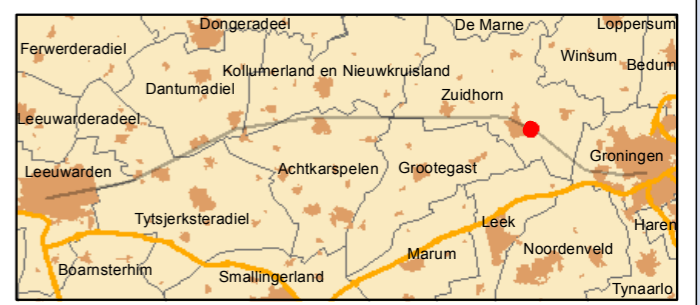 Dongeradeel
De Marne
Loppersum
Ferwerderadiel
Winsum
Bedum
Kollumerland en Nieuwkruisland
Dantumadiel
Zuidhorn
Leeuwarderadeel
Groningen
Leeuwarden
Achtkarspelen
Grootegast
Tytsjerksteradiel
Leek
Haren
Marum
Noordenveld
Boarnsterhim
Smallingerland
Tynaarlo